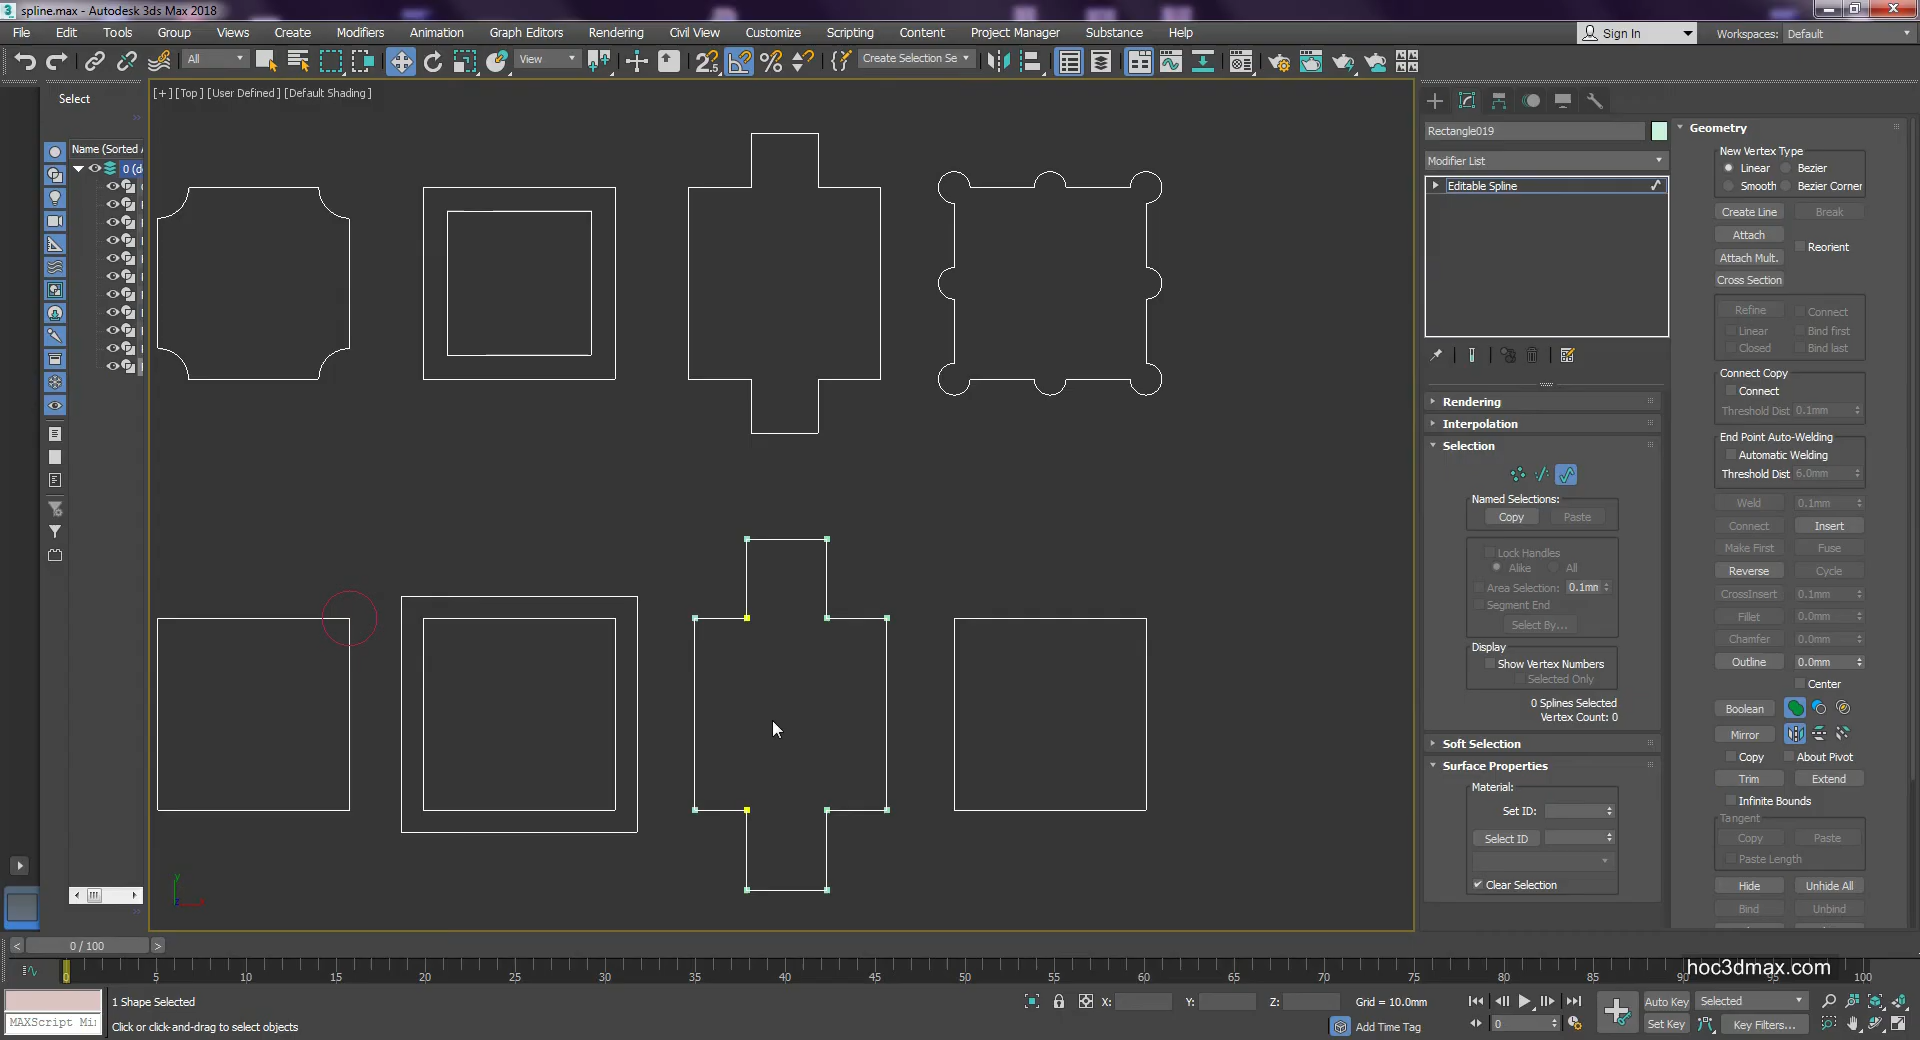 spline.max - Autodesk 3ds Max 2018
File Edit Tools Group Views Create Modifiers Animation Graph Editors Rendering Civil View Customize Scripting Content Project Manager Substance Help
Sign In Workspaces: Default
All View Create Selection Se
Select
[+] [Top] [User Defined] [Default Shading]
Name (Sorted A
0 (d
Rectangle019
Modifier List
Editable Spline
Rendering
Interpolation
Selection
Named Selections:
Copy Paste
Lock Handles
Alike All
Area Selection: 0.1mm
Segment End
Select By...
Display
Show Vertex Numbers
Selected Only
0 Splines Selected
Vertex Count: 0
Soft Selection
Surface Properties
Material:
Set ID:
Select ID
Clear Selection
Geometry
New Vertex Type
Linear Bezier
Smooth Bezier Corner
Create Line Break
Attach Reorient
Attach Mult.
Cross Section
Refine Connect
Linear Bind first
Closed Bind last
Connect Copy
Connect
Threshold Dist 0.1mm
End Point Auto-Welding
Automatic Welding
Threshold Dist 6.0mm
Weld 0.1mm
Connect Insert
Make First Fuse
Reverse Cycle
CrossInsert 0.1mm
Fillet 0.0mm
Chamfer 0.0mm
Outline 0.0mm
Center
Boolean
Mirror
Copy About Pivot
Trim Extend
Infinite Bounds
Tangent
Copy Paste
Paste Length
Hide Unhide All
Bind Unbind
y
< 0 / 100 >
0 5 10 15 20 25 30 35 40 45 50 55 60 65 70 75 80 85 90 95 100
hoc3dmax.com
1 Shape Selected
X: Y: Z: Grid = 10.0mm
Auto Key Selected
MAXScript Mi
Click or click-and-drag to select objects
Add Time Tag
0
Set Key Key Filters...